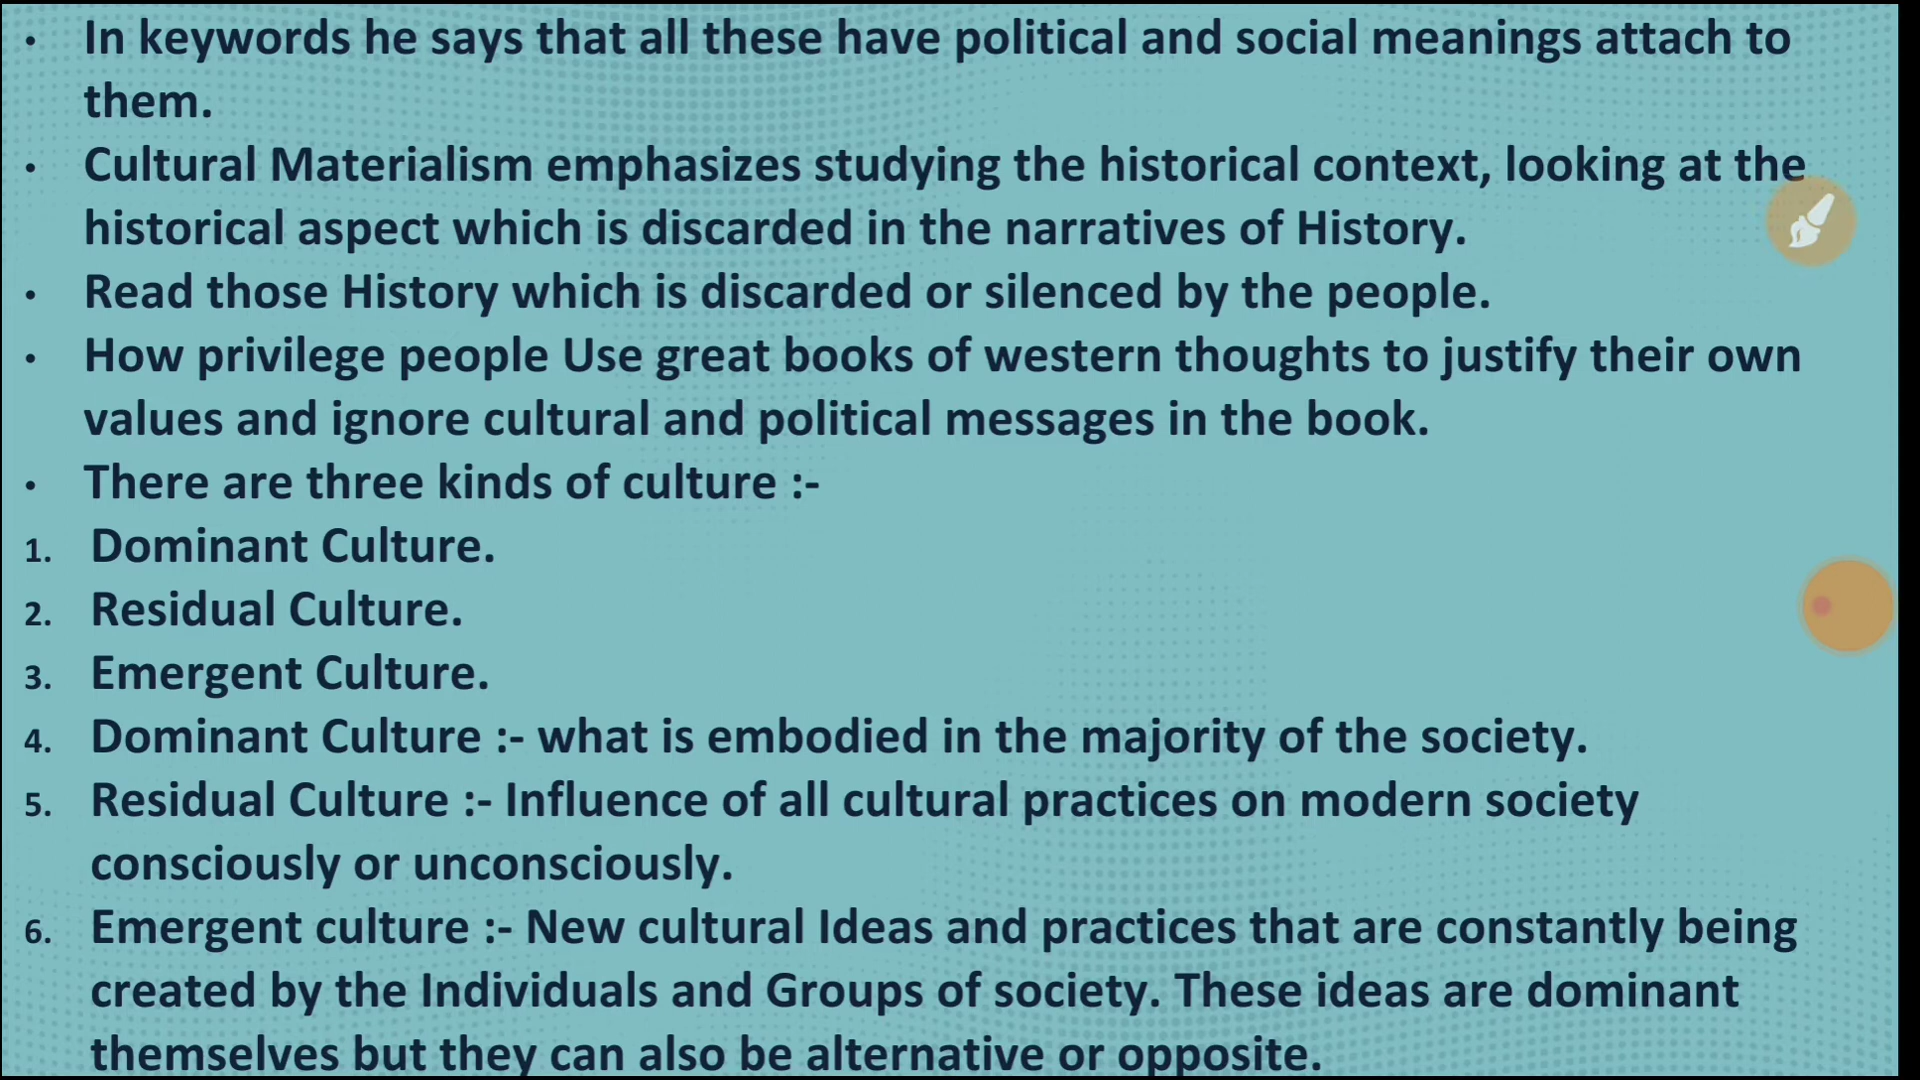 • In keywords he says that all these have political and social meanings attach to
them.
• Cultural Materialism emphasizes studying the historical context, looking at the
historical aspect which is discarded in the narratives of History.
• Read those History which is discarded or silenced by the people.
• How privilege people Use great books of western thoughts to justify their own
values and ignore cultural and political messages in the book.
• There are three kinds of culture :-
1. Dominant Culture.
2. Residual Culture.
3. Emergent Culture.
4. Dominant Culture :- what is embodied in the majority of the society.
5. Residual Culture :- Influence of all cultural practices on modern society
consciously or unconsciously.
6. Emergent culture :- New cultural Ideas and practices that are constantly being
created by the Individuals and Groups of society. These ideas are dominant
themselves but they can also be alternative or opposite.